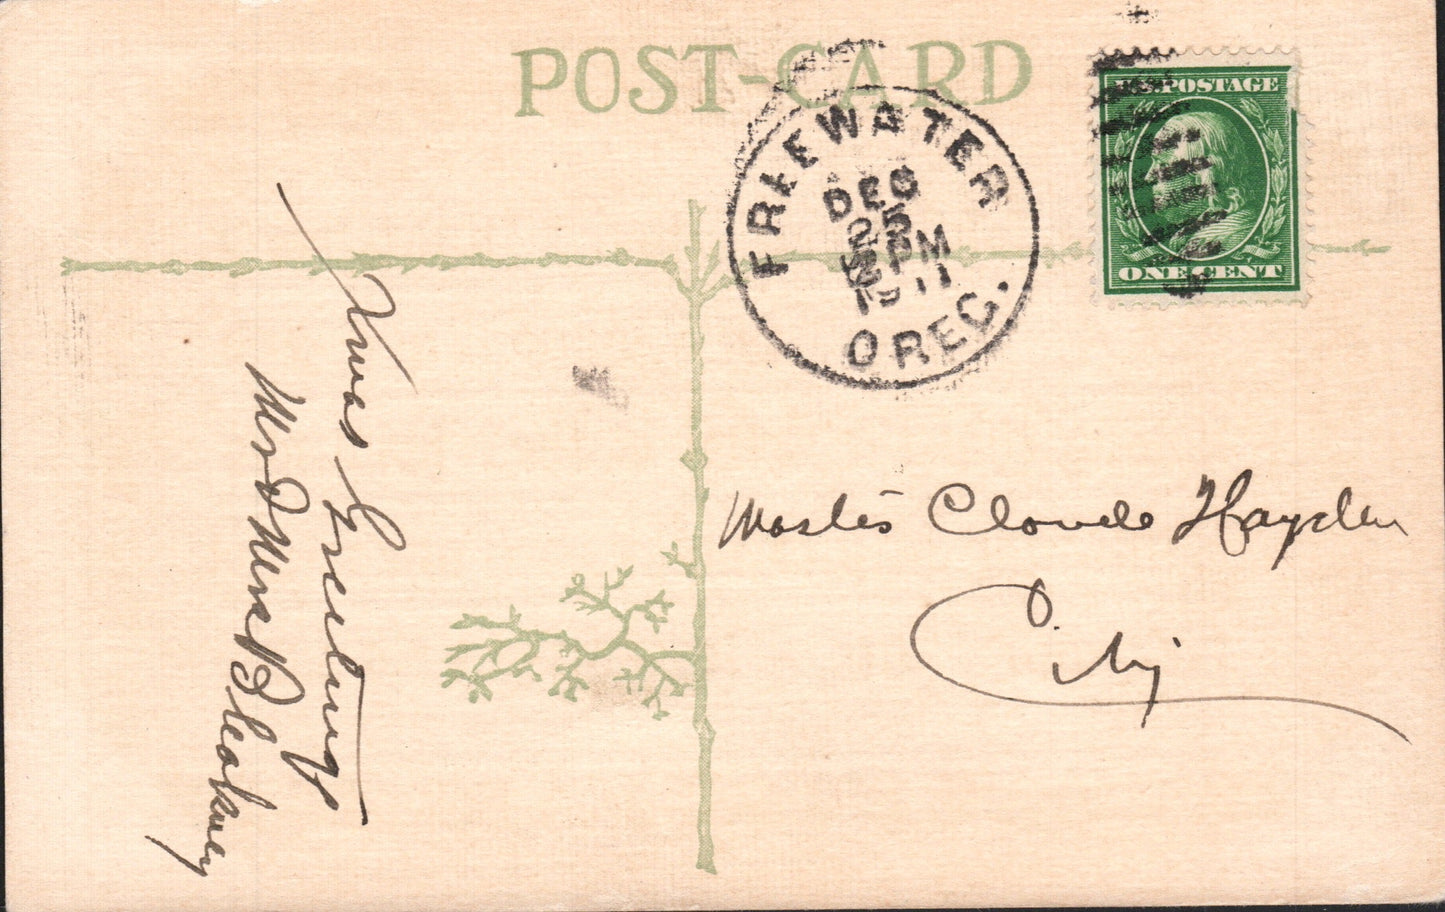 POST-CARD
FREEWATER
DEC
25
PM
1911
OREG.
U.S. POSTAGE
ONE CENT
Xmas Greetings
Mr & Mrs Bleakney
Master Claude Hayden
City